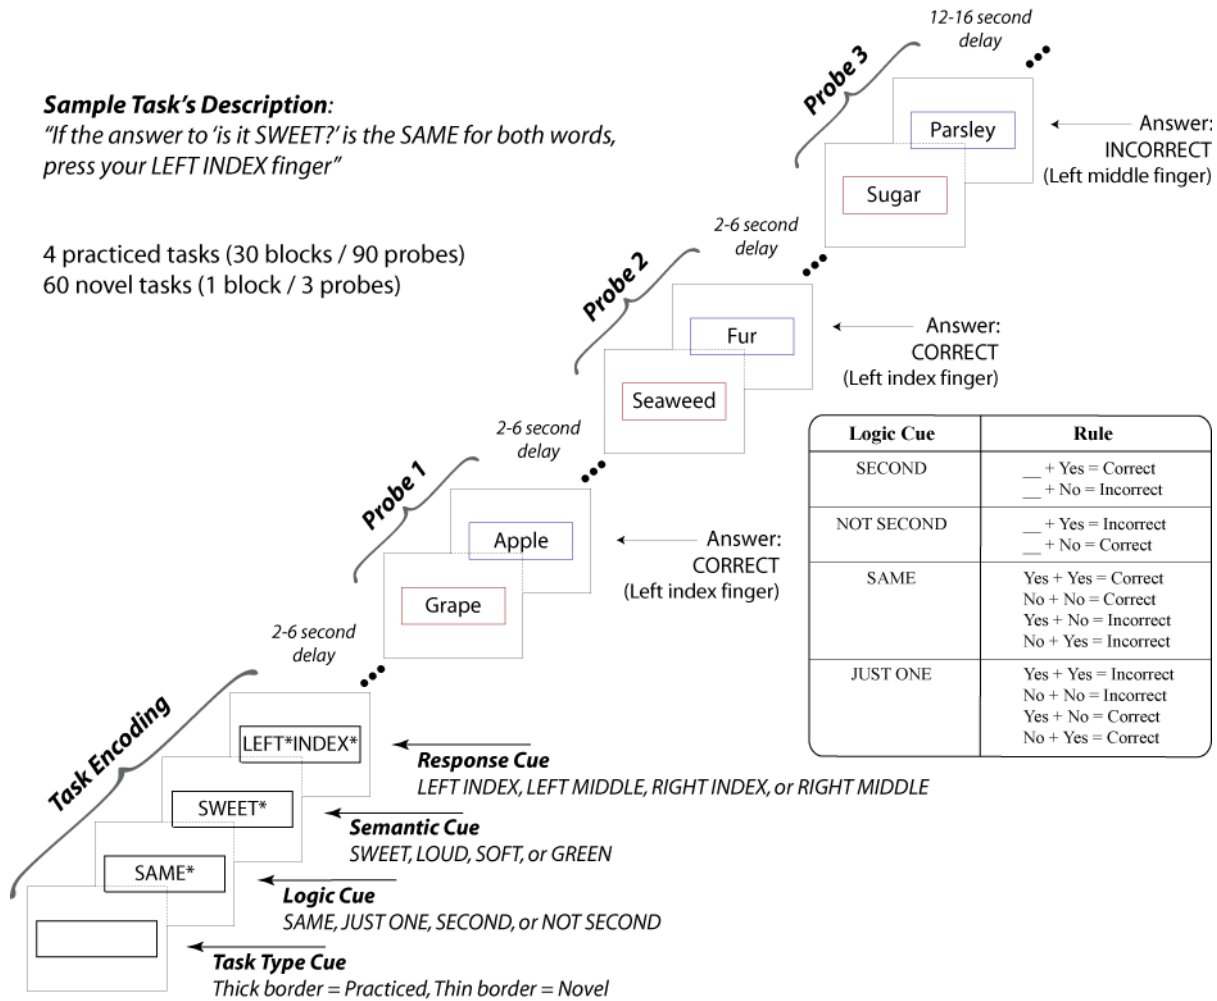 Sample Task's Description:
"If the answer to 'is it SWEET?' is the SAME for both words,
press your LEFT INDEX finger"
4 practiced tasks (30 blocks / 90 probes)
60 novel tasks (1 block / 3 probes)
Task Encoding
Task Type Cue
Thick border = Practiced, Thin border = Novel
SAME*
Logic Cue
SAME, JUST ONE, SECOND, or NOT SECOND
SWEET*
Semantic Cue
SWEET, LOUD, SOFT, or GREEN
LEFT*INDEX*
Response Cue
LEFT INDEX, LEFT MIDDLE, RIGHT INDEX, or RIGHT MIDDLE
2-6 second
delay
Probe 1
Grape
Apple
Answer:
CORRECT
(Left index finger)
2-6 second
delay
Probe 2
Seaweed
Fur
Answer:
CORRECT
(Left index finger)
2-6 second
delay
Probe 3
Sugar
Parsley
Answer:
INCORRECT
(Left middle finger)
12-16 second
delay
Logic Cue Rule
SECOND __ + Yes = Correct
__ + No = Incorrect
NOT SECOND __ + Yes = Incorrect
__ + No = Correct
SAME Yes + Yes = Correct
No + No = Correct
Yes + No = Incorrect
No + Yes = Incorrect
JUST ONE Yes + Yes = Incorrect
No + No = Incorrect
Yes + No = Correct
No + Yes = Correct